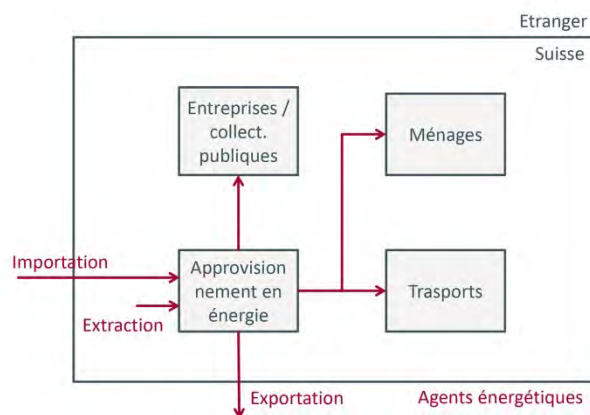 Etranger
Suisse
Entreprises /
collect.
publiques
Ménages
Importation
Approvision
nement en
énergie
Trasports
Extraction
Exportation
Agents énergétiques